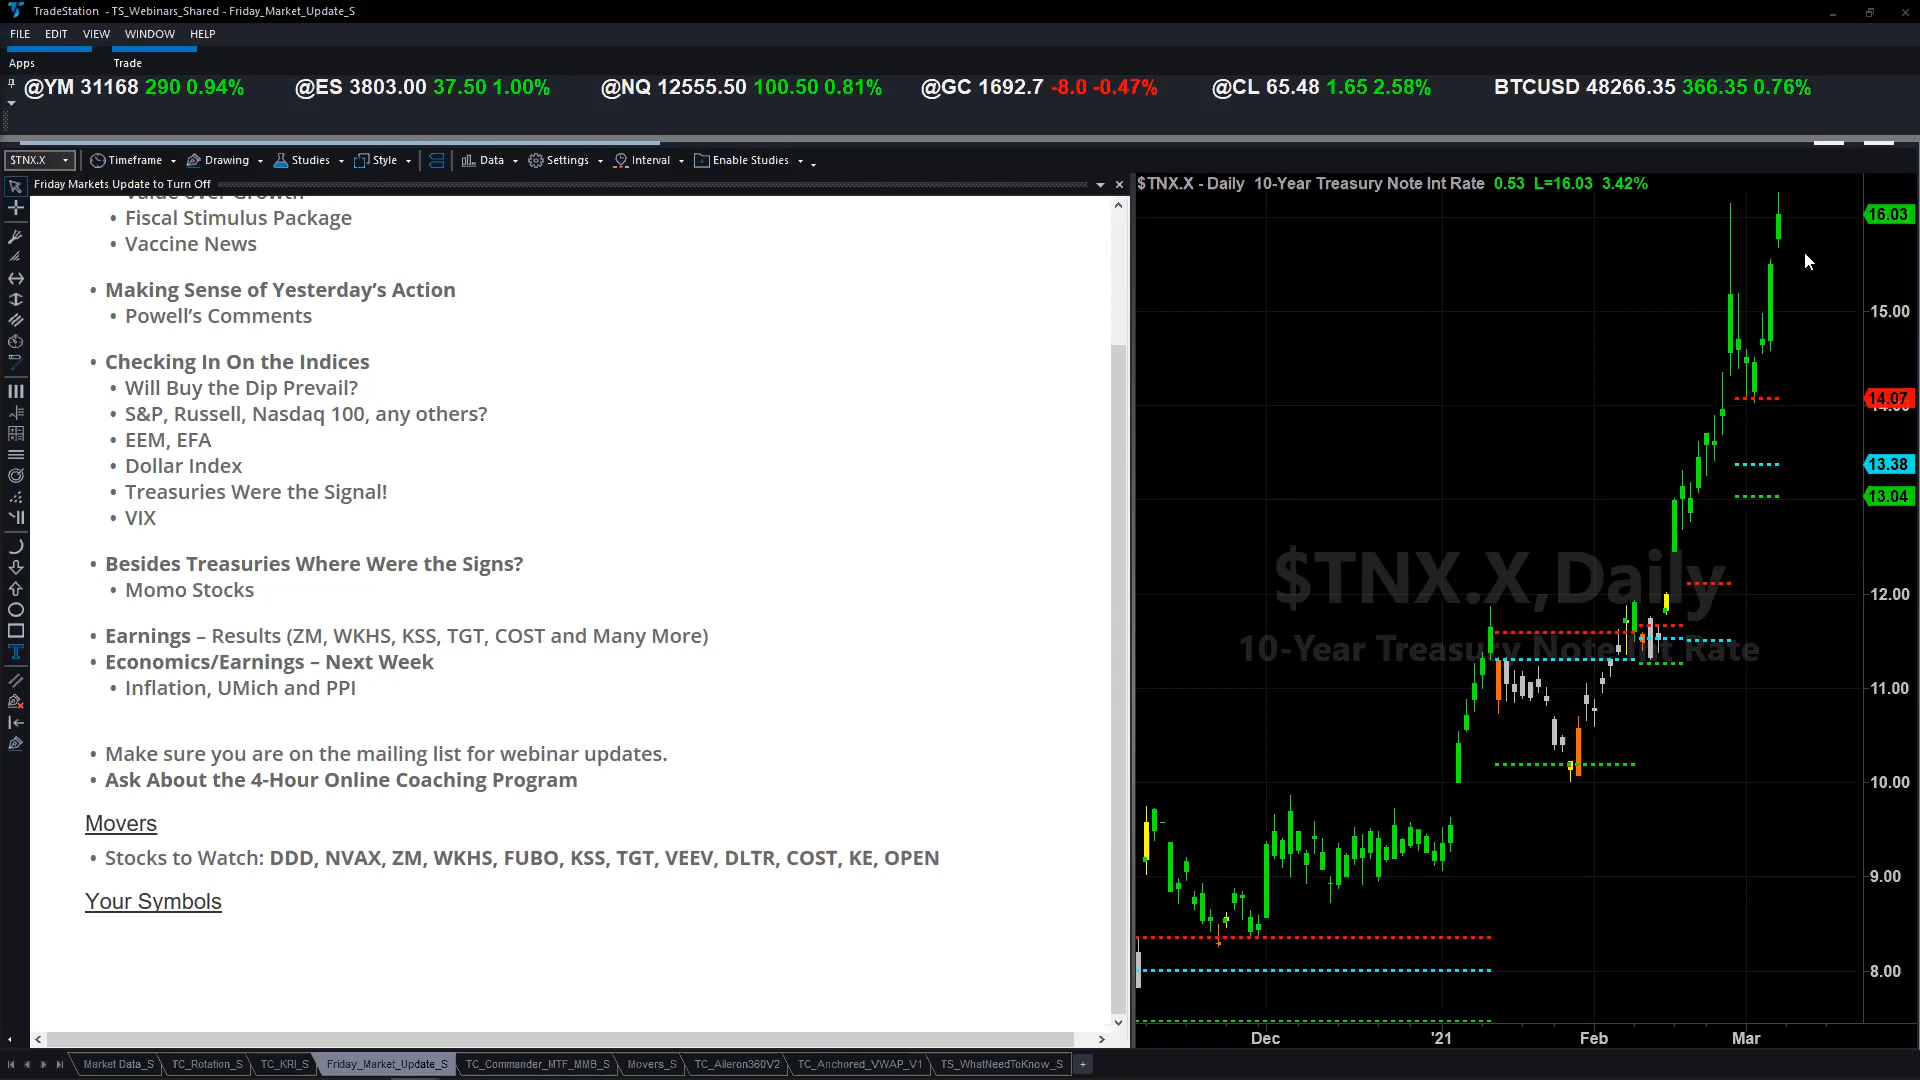 TradeStation - TS_Webinars_Shared - Friday_Market_Update_S
FILE EDIT VIEW WINDOW HELP
Apps Trade
@YM 31168 290 0.94% @ES 3803.00 37.50 1.00% @NQ 12555.50 100.50 0.81% @GC 1692.7 -8.0 -0.47% @CL 65.48 1.65 2.58% BTCUSD 48266.35 366.35 0.76%
$TNX.X Timeframe Drawing Studies Style Data Settings Interval Enable Studies
Friday Markets Update to Turn Off
$TNX.X - Daily 10-Year Treasury Note Int Rate 0.53 L=16.03 3.42%
Value over Growth
• Fiscal Stimulus Package
• Vaccine News
• Making Sense of Yesterday’s Action
• Powell’s Comments
• Checking In On the Indices
• Will Buy the Dip Prevail?
• S&P, Russell, Nasdaq 100, any others?
• EEM, EFA
• Dollar Index
• Treasuries Were the Signal!
• VIX
• Besides Treasuries Where Were the Signs?
• Momo Stocks
• Earnings – Results (ZM, WKHS, KSS, TGT, COST and Many More)
• Economics/Earnings – Next Week
• Inflation, UMich and PPI
• Make sure you are on the mailing list for webinar updates.
• Ask About the 4-Hour Online Coaching Program
Movers
• Stocks to Watch: DDD, NVAX, ZM, WKHS, FUBO, KSS, TGT, VEEV, DLTR, COST, KE, OPEN
Your Symbols
16.03
15.00
14.07
13.38
13.04
12.00
11.00
10.00
9.00
8.00
$TNX.X,Daily
10-Year Treasury Note Int Rate
Dec '21 Feb Mar
Market Data_S TC_Rotation_S TC_KRI_S Friday_Market_Update_S TC_Commander_MTF_MMB_S Movers_S TC_Aileron360V2 TC_Anchored_VWAP_V1 TS_WhatNeedToKnow_S +